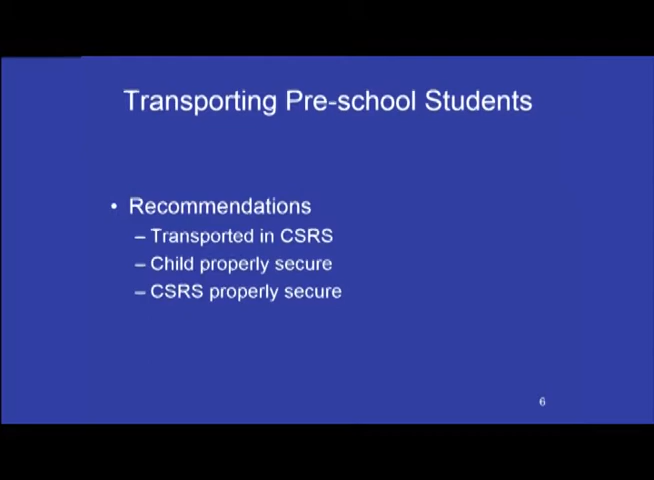 Transporting Pre-school Students
• Recommendations
– Transported in CSRS
– Child properly secure
– CSRS properly secure
6